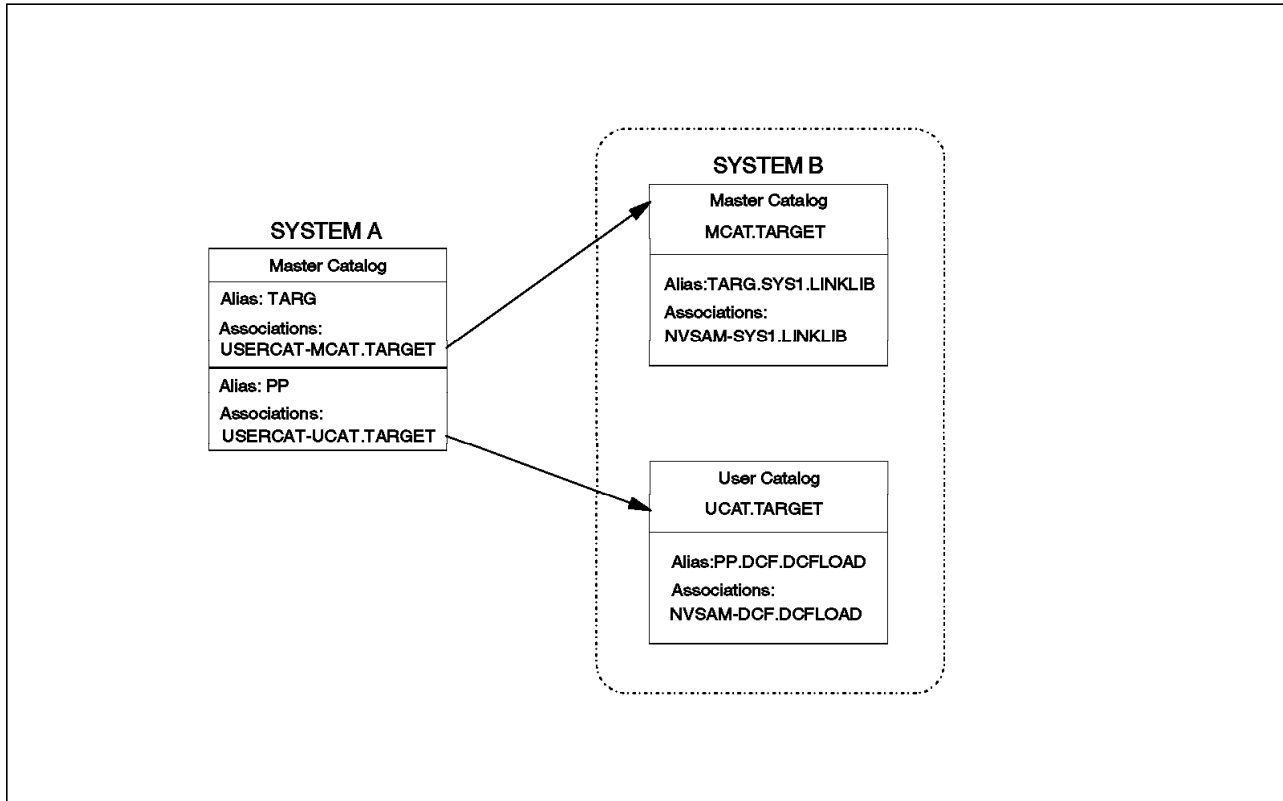 SYSTEM A
Master Catalog
Alias: TARG
Associations:
USERCAT-MCAT.TARGET
Alias: PP
Associations:
USERCAT-UCAT.TARGET
SYSTEM B
Master Catalog
MCAT.TARGET
Alias:TARG.SYS1.LINKLIB
Associations:
NVSAM-SYS1.LINKLIB
User Catalog
UCAT.TARGET
Alias:PP.DCF.DCFLOAD
Associations:
NVSAM-DCF.DCFLOAD